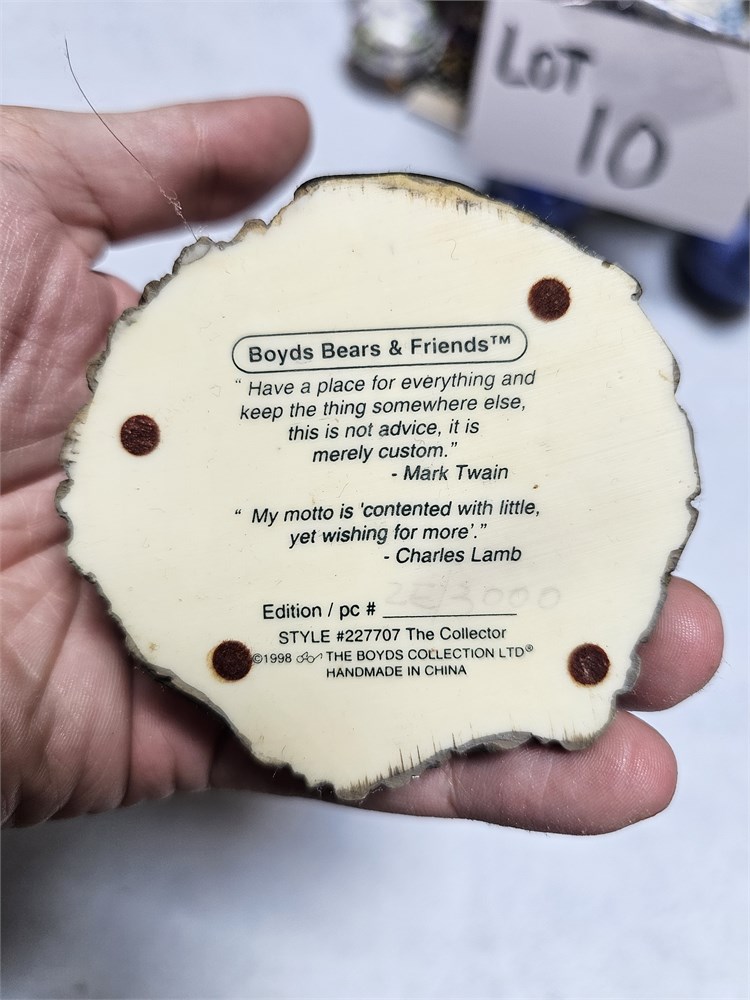 LOT
10
Boyds Bears & Friends™
“ Have a place for everything and
keep the thing somewhere else,
this is not advice, it is
merely custom.”
- Mark Twain
“ My motto is 'contented with little,
yet wishing for more'.”
- Charles Lamb
Edition / pc # 2E/3000
STYLE #227707 The Collector
©1998 THE BOYDS COLLECTION LTD®
HANDMADE IN CHINA